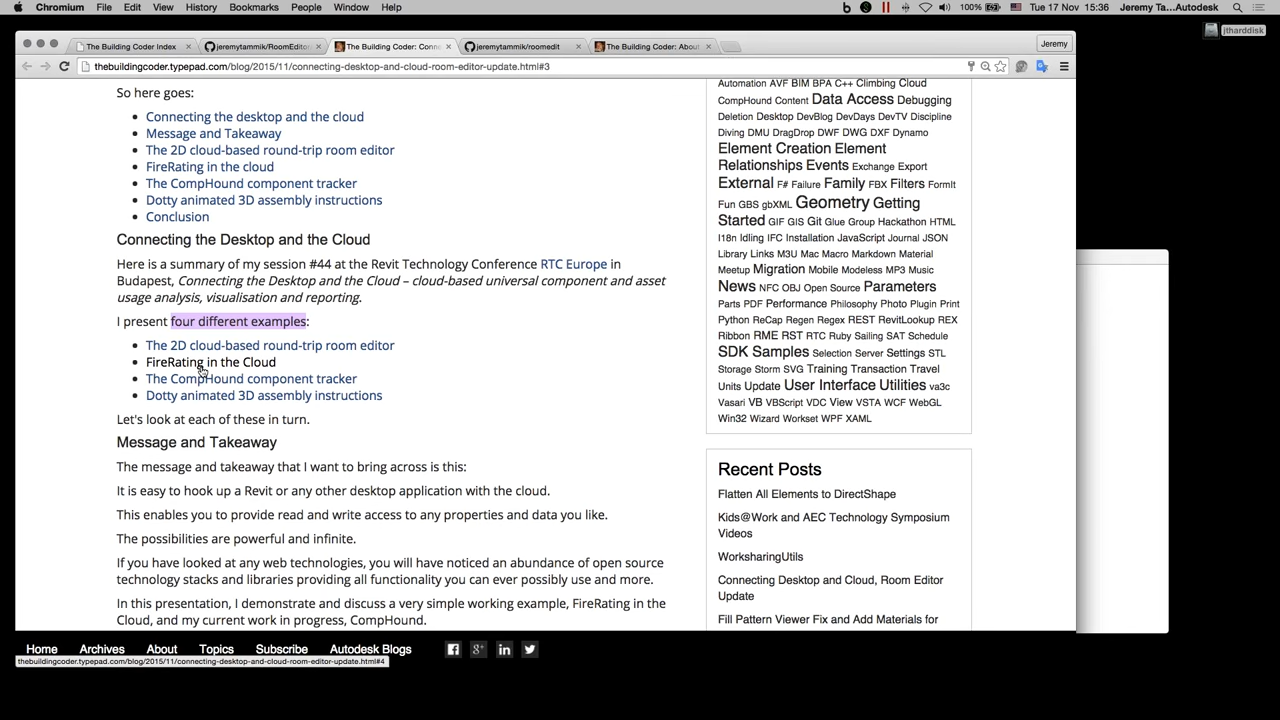 Chromium File Edit View History Bookmarks People Window Help
100% Tue 17 Nov 15:36 Jeremy Ta...Autodesk
jtharddisk
The Building Coder Index
jeremytammik/RoomEditor
The Building Coder: Conne
jeremytammik/roomedit
The Building Coder: Abou
Jeremy
thebuildingcoder.typepad.com/blog/2015/11/connecting-desktop-and-cloud-room-editor-update.html#3
So here goes:
Connecting the desktop and the cloud
Message and Takeaway
The 2D cloud-based round-trip room editor
FireRating in the cloud
The CompHound component tracker
Dotty animated 3D assembly instructions
Conclusion
Connecting the Desktop and the Cloud
Here is a summary of my session #44 at the Revit Technology Conference RTC Europe in
Budapest, Connecting the Desktop and the Cloud – cloud-based universal component and asset
usage analysis, visualisation and reporting.
I present four different examples:
The 2D cloud-based round-trip room editor
FireRating in the Cloud
The CompHound component tracker
Dotty animated 3D assembly instructions
Let's look at each of these in turn.
Message and Takeaway
The message and takeaway that I want to bring across is this:
It is easy to hook up a Revit or any other desktop application with the cloud.
This enables you to provide read and write access to any properties and data you like.
The possibilities are powerful and infinite.
If you have looked at any web technologies, you will have noticed an abundance of open source
technology stacks and libraries providing all functionality you can ever possibly use and more.
In this presentation, I demonstrate and discuss a very simple working example, FireRating in the
Cloud, and my current work in progress, CompHound.
Automation AVF BIM BPA C++ Climbing Cloud
CompHound Content Data Access Debugging
Deletion Desktop DevBlog DevDays DevTV Discipline
Diving DMU DragDrop DWF DWG DXF Dynamo
Element Creation Element
Relationships Events Exchange Export
External F# Failure Family FBX Filters FormIt
Fun GBS gbXML Geometry Getting
Started GIF GIS Git Glue Group Hackathon HTML
I18n Idling IFC Installation JavaScript Journal JSON
Library Links M3U Mac Macro Markdown Material
Meetup Migration Mobile Modeless MP3 Music
News NFC OBJ Open Source Parameters
Parts PDF Performance Philosophy Photo Plugin Print
Python ReCap Regen Regex REST RevitLookup REX
Ribbon RME RST RTC Ruby Sailing SAT Schedule
SDK Samples Selection Server Settings STL
Storage Storm SVG Training Transaction Travel
Units Update User Interface Utilities va3c
Vasari VB VBScript VDC View VSTA WCF WebGL
Win32 Wizard Workset WPF XAML
Recent Posts
Flatten All Elements to DirectShape
Kids@Work and AEC Technology Symposium
Videos
WorksharingUtils
Connecting Desktop and Cloud, Room Editor
Update
Fill Pattern Viewer Fix and Add Materials for
Home Archives About Topics Subscribe Autodesk Blogs
thebuildingcoder.typepad.com/blog/2015/11/connecting-desktop-and-cloud-room-editor-update.html#4